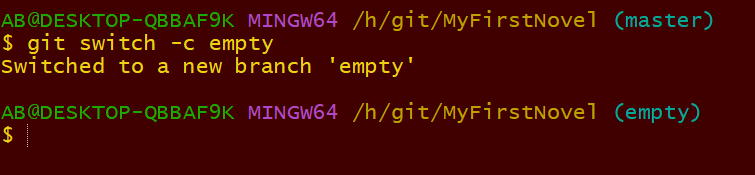 AB@DESKTOP-QBBAF9K MINGW64 /h/git/MyFirstNovel (master)
$ git switch -c empty
Switched to a new branch 'empty'
AB@DESKTOP-QBBAF9K MINGW64 /h/git/MyFirstNovel (empty)
$